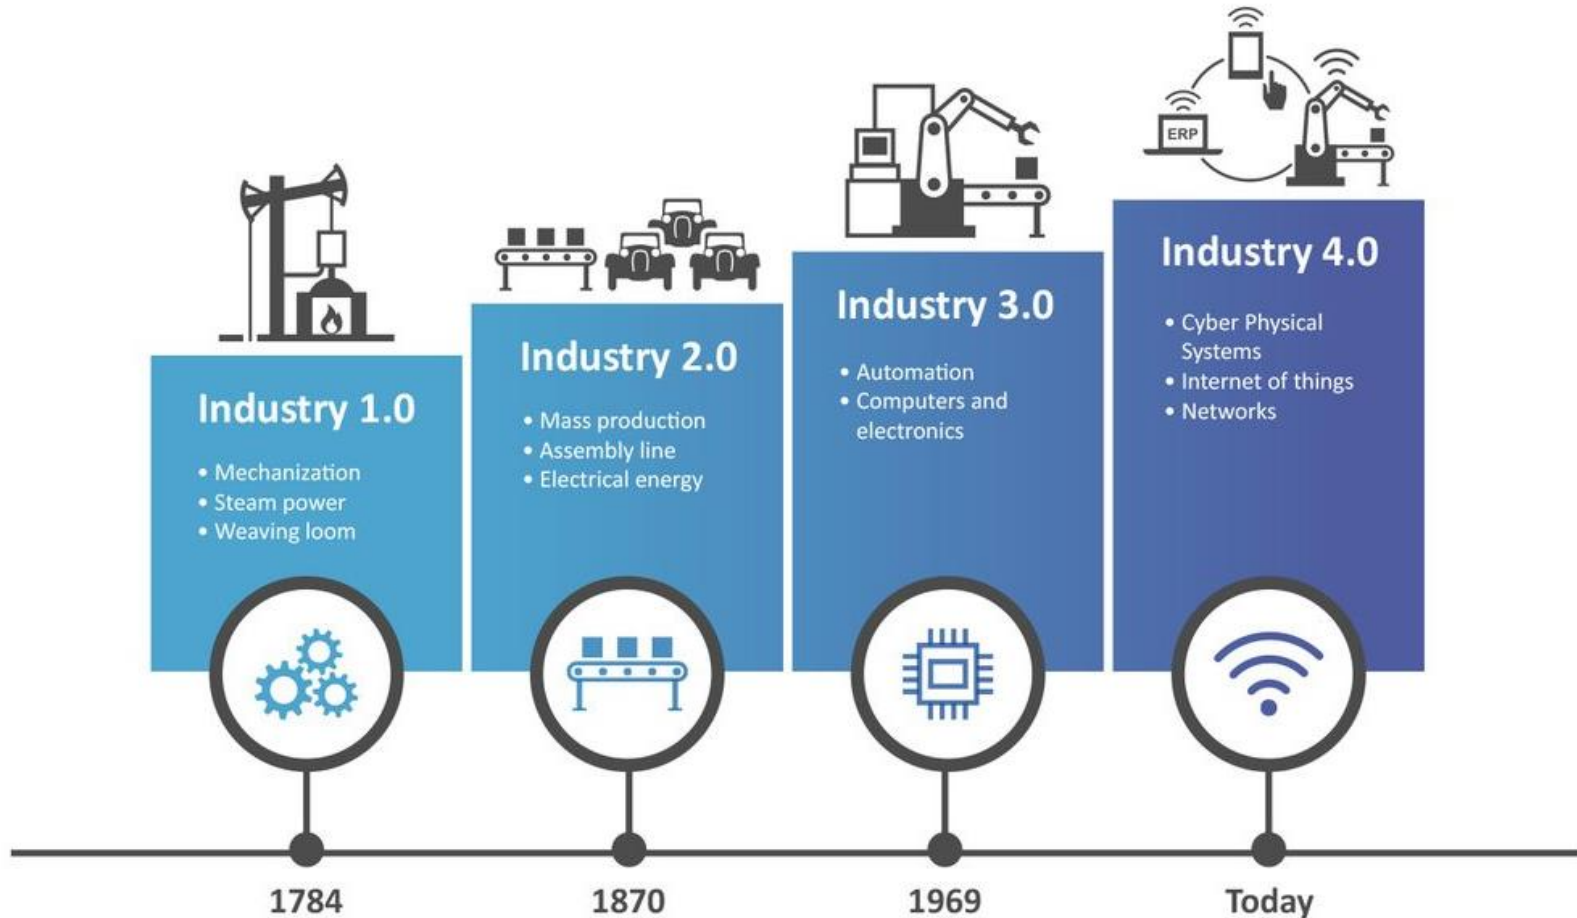 ERP
Industry 1.0
• Mechanization
• Steam power
• Weaving loom
Industry 2.0
• Mass production
• Assembly line
• Electrical energy
Industry 3.0
• Automation
• Computers and
electronics
Industry 4.0
• Cyber Physical
Systems
• Internet of things
• Networks
1784
1870
1969
Today